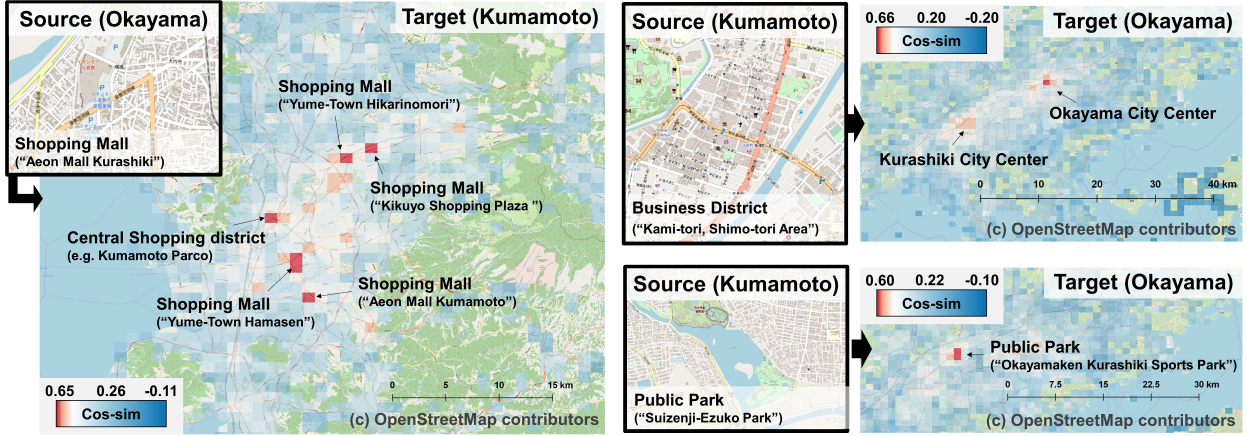 Source (Okayama)
Shopping Mall
(“Aeon Mall Kurashiki”)
Target (Kumamoto)
Shopping Mall
(“Yume-Town Hikarinomori”)
Shopping Mall
(“Kikuyo Shopping Plaza ”)
Central Shopping district
(e.g. Kumamoto Parco)
Shopping Mall
(“Yume-Town Hamasen”)
Shopping Mall
(“Aeon Mall Kumamoto”)
0.65 0.26 -0.11
Cos-sim
0 5 10 15 km
(c) OpenStreetMap contributors
Source (Kumamoto)
Business District
(“Kami-tori, Shimo-tori Area”)
0.66 0.20 -0.20
Cos-sim
Target (Okayama)
Okayama City Center
Kurashiki City Center
0 10 20 30 40 km
(c) OpenStreetMap contributors
Source (Kumamoto)
Public Park
(“Suizenji-Ezuko Park”)
0.60 0.22 -0.10
Cos-sim
Target (Okayama)
Public Park
(“Okayamaken Kurashiki Sports Park”)
0 7.5 15 22.5 30 km
(c) OpenStreetMap contributors